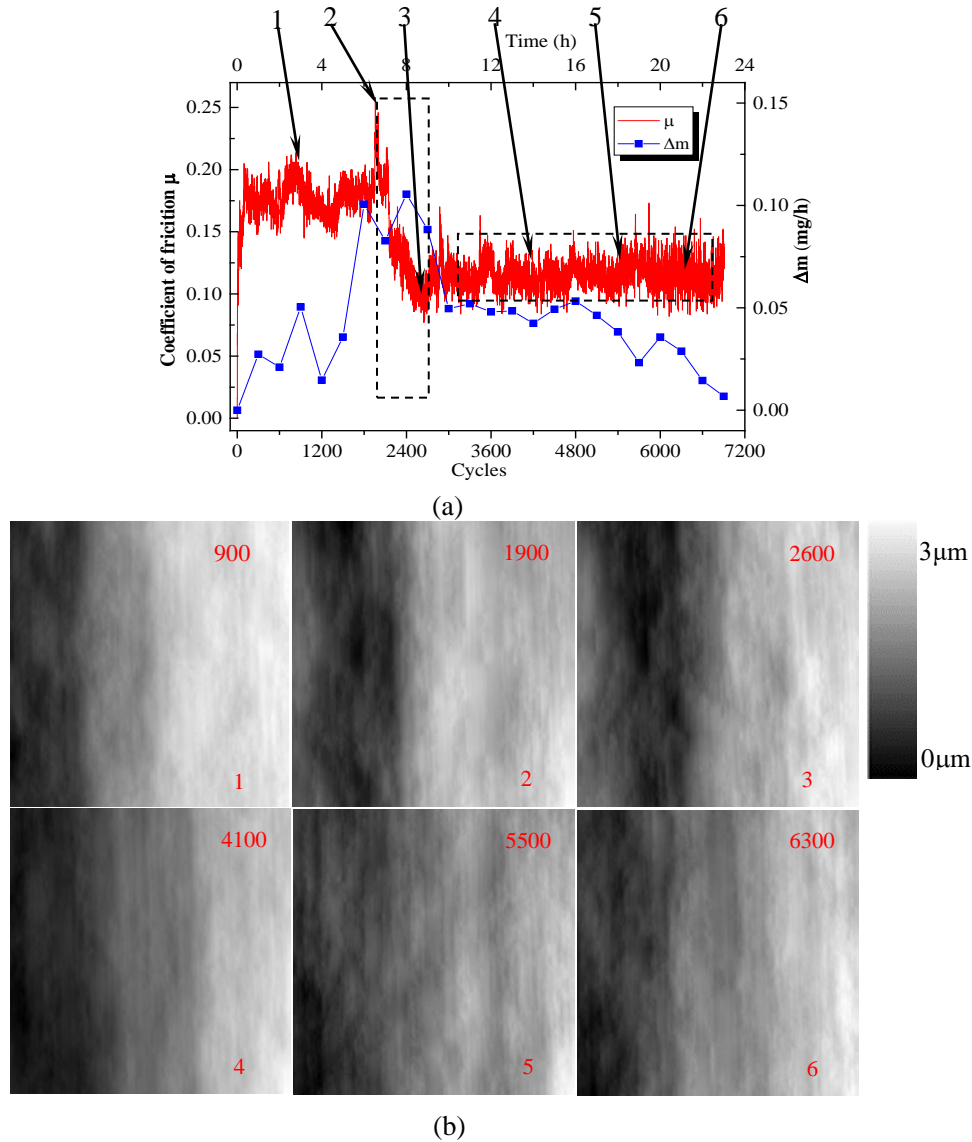 1 2 3 4 5 6
Time (h)
0 4 8 12 16 20 24
Coefficient of fricition μ
0.25
0.20
0.15
0.10
0.05
0.00
μ
Δm
0.15
0.10
0.05
0.00
Δm (mg/h)
0 1200 2400 3600 4800 6000 7200
Cycles
(a)
900 1900 2600
1 2 3
3μm
0μm
4100 5500 6300
4 5 6
(b)